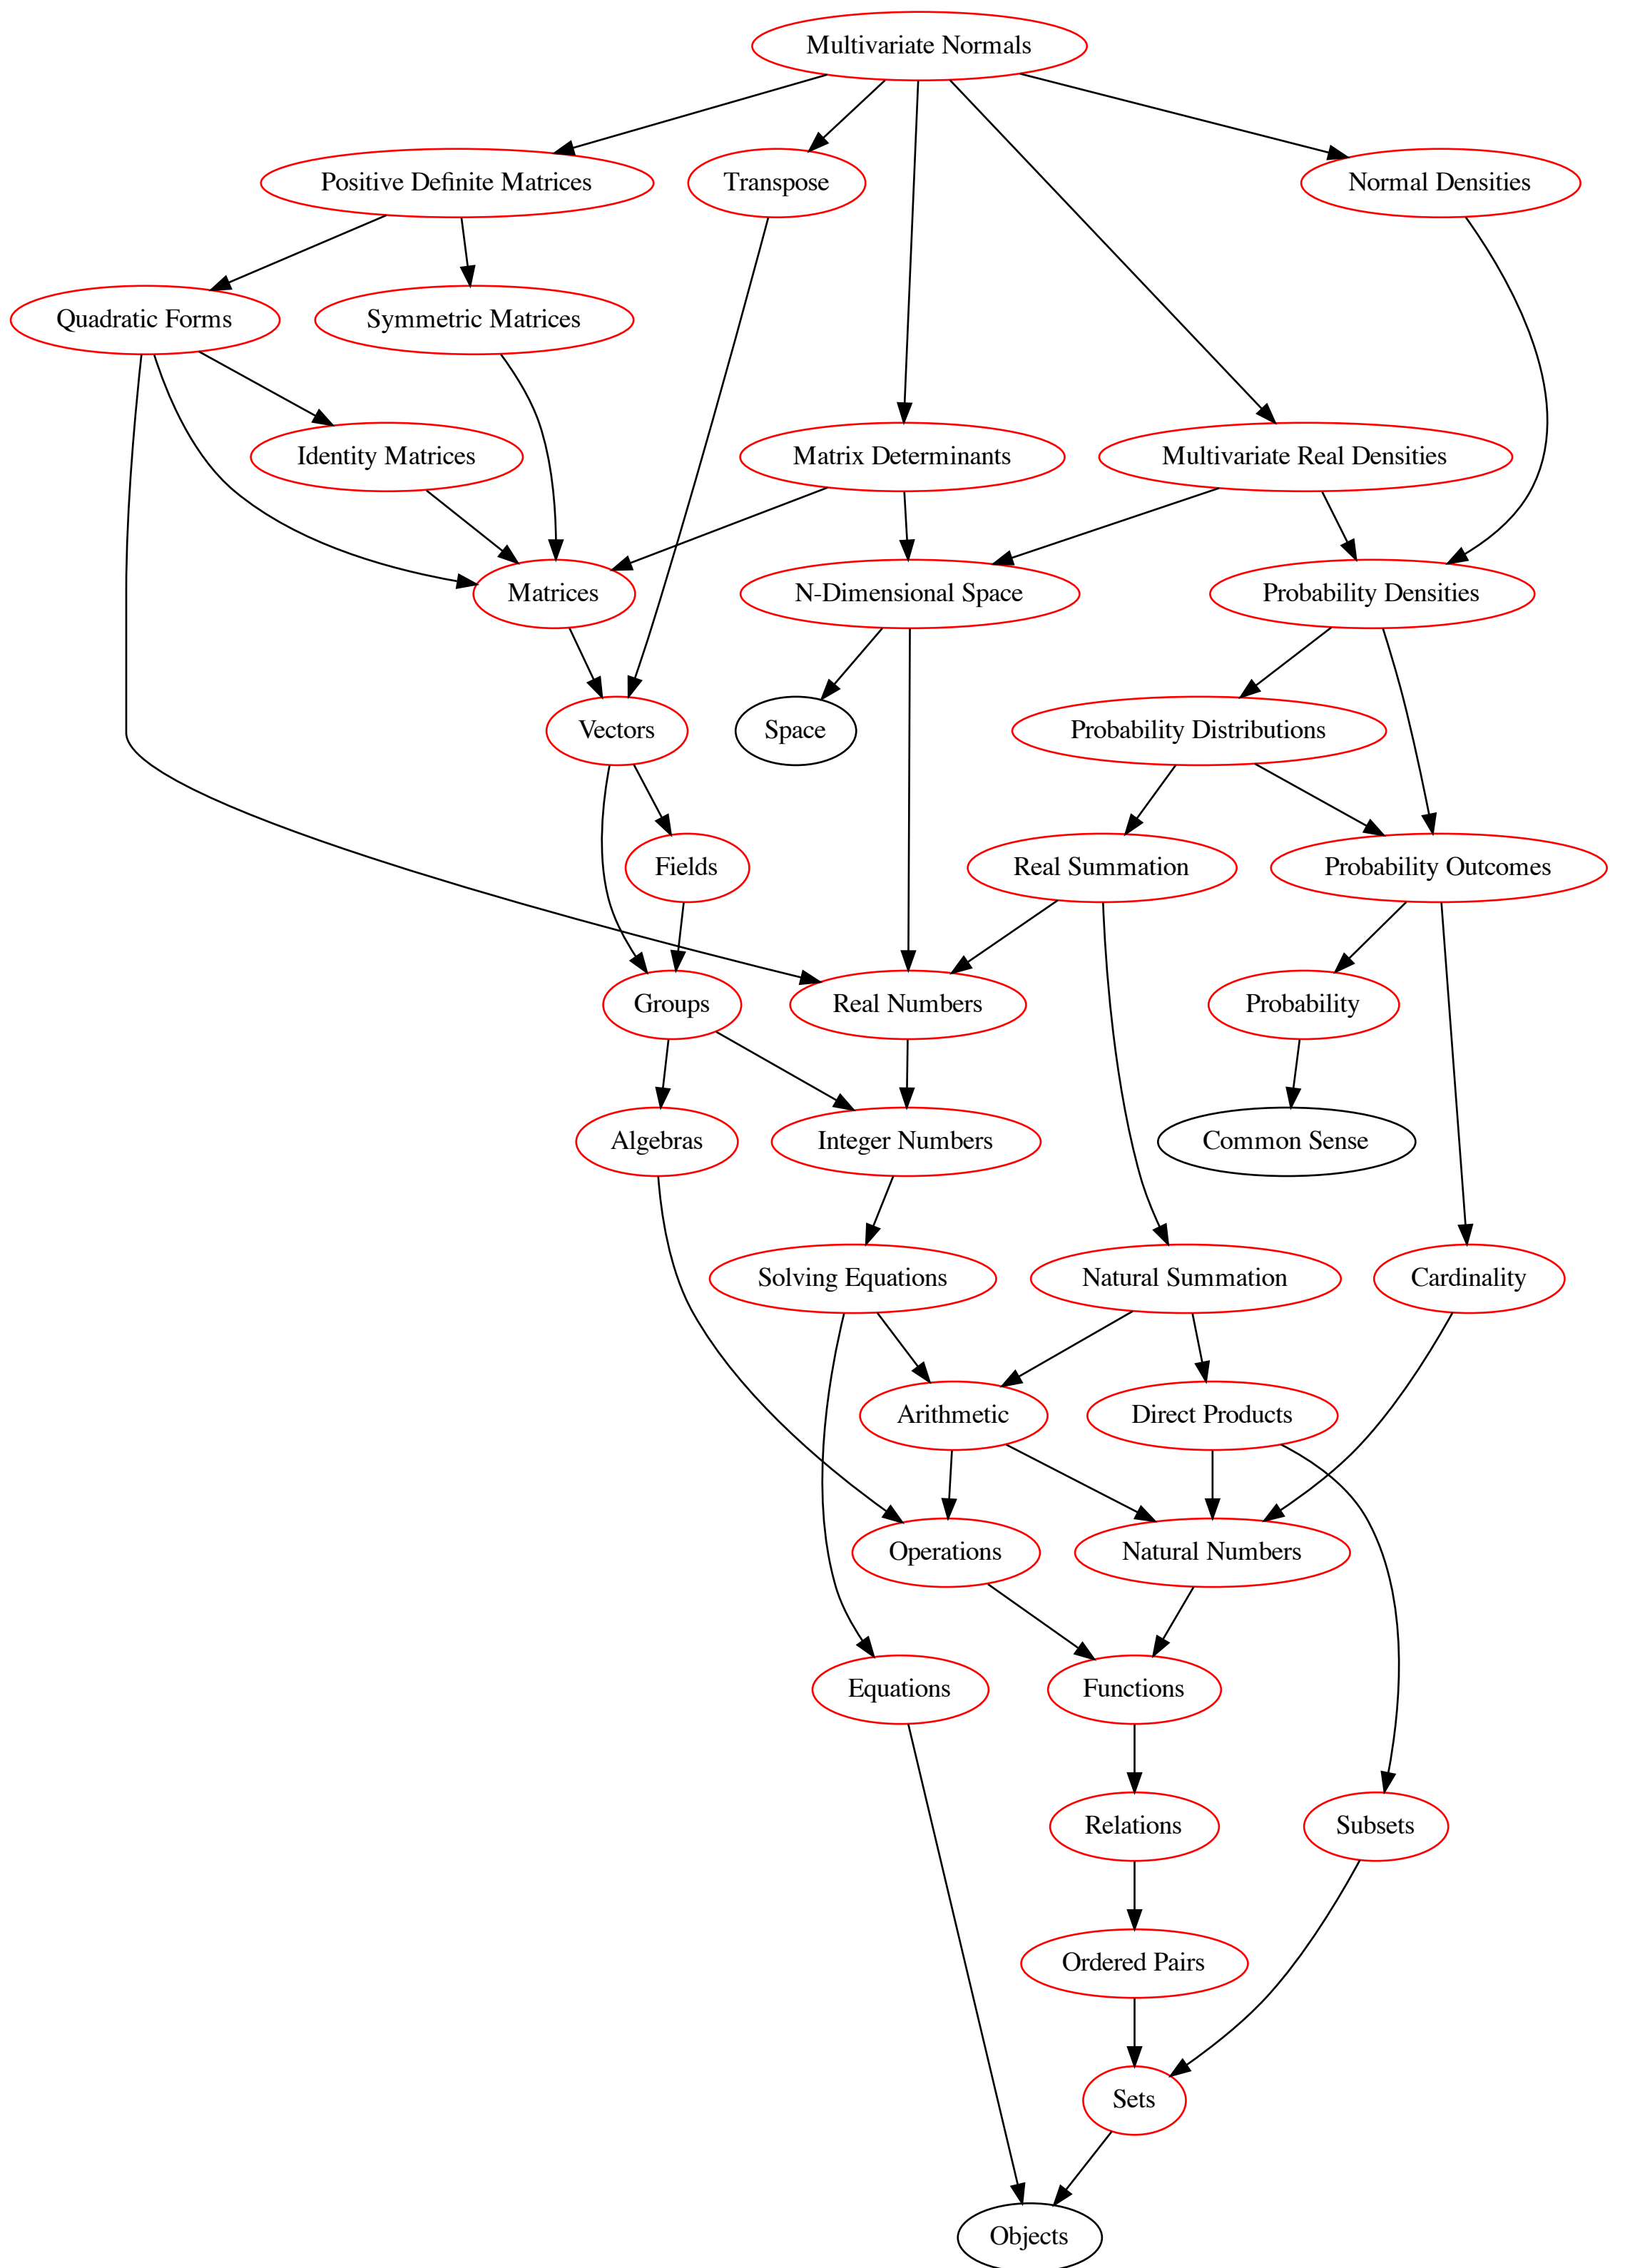 Multivariate Normals
Positive Definite Matrices
Transpose
Normal Densities
Quadratic Forms
Symmetric Matrices
Identity Matrices
Matrix Determinants
Multivariate Real Densities
Matrices
N-Dimensional Space
Probability Densities
Vectors
Space
Probability Distributions
Fields
Real Summation
Probability Outcomes
Groups
Real Numbers
Probability
Algebras
Integer Numbers
Common Sense
Solving Equations
Natural Summation
Cardinality
Arithmetic
Direct Products
Operations
Natural Numbers
Equations
Functions
Relations
Subsets
Ordered Pairs
Sets
Objects